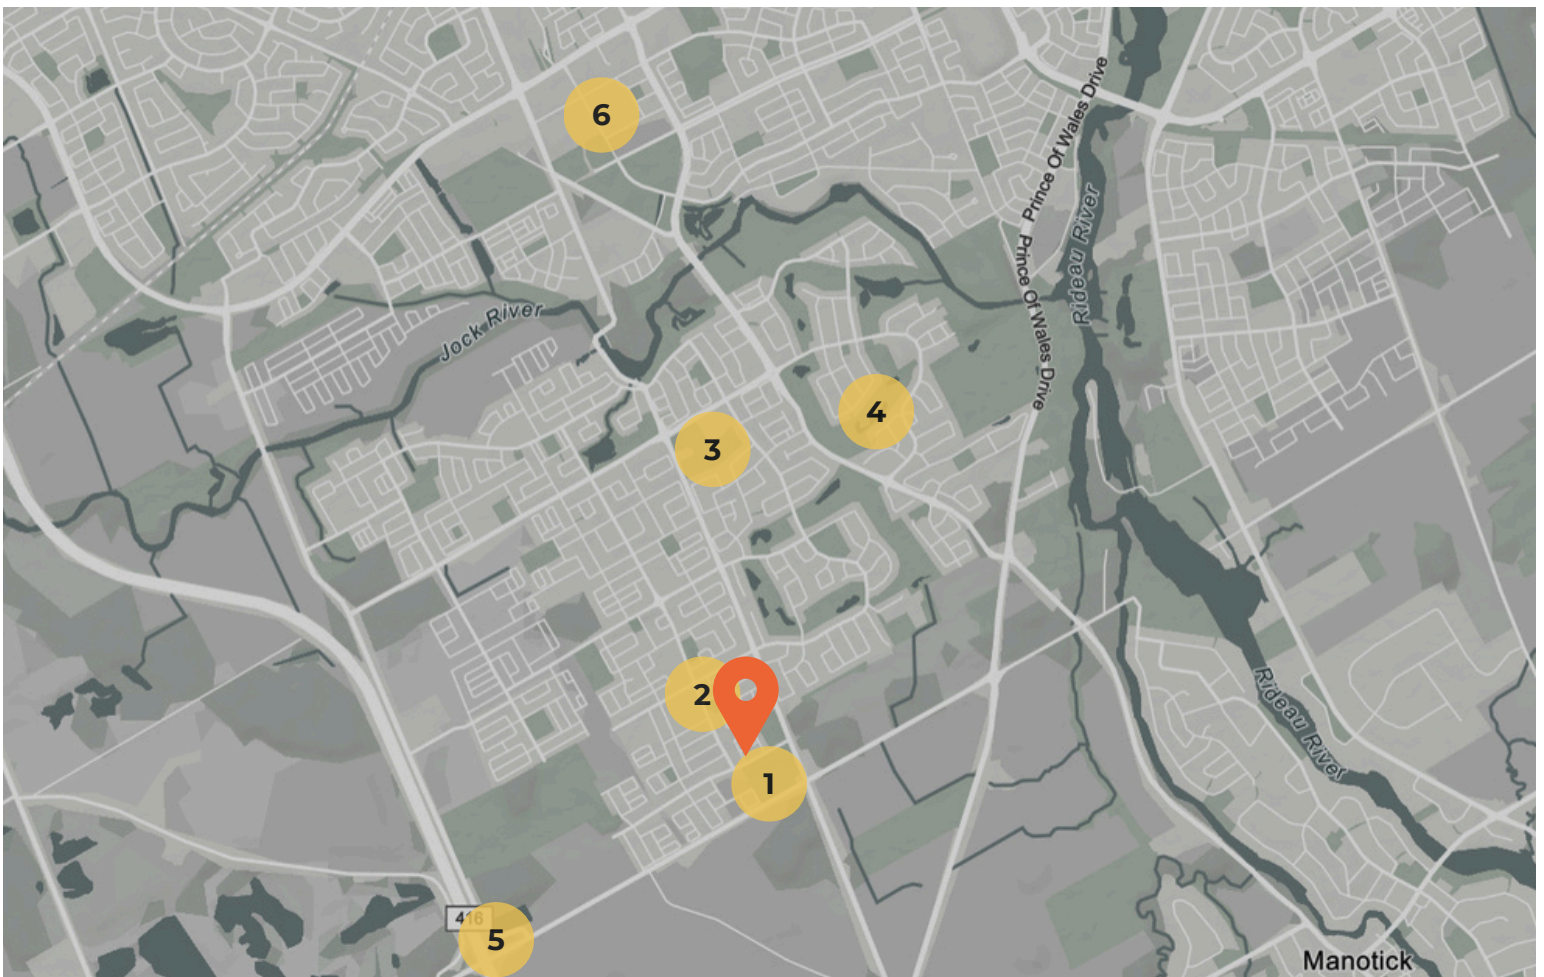 6
Prince Of Wales Drive
Prince Of Wales Drive
Rideau River
Jock River
4
3
2
1
Rideau River
416
5
Manotick